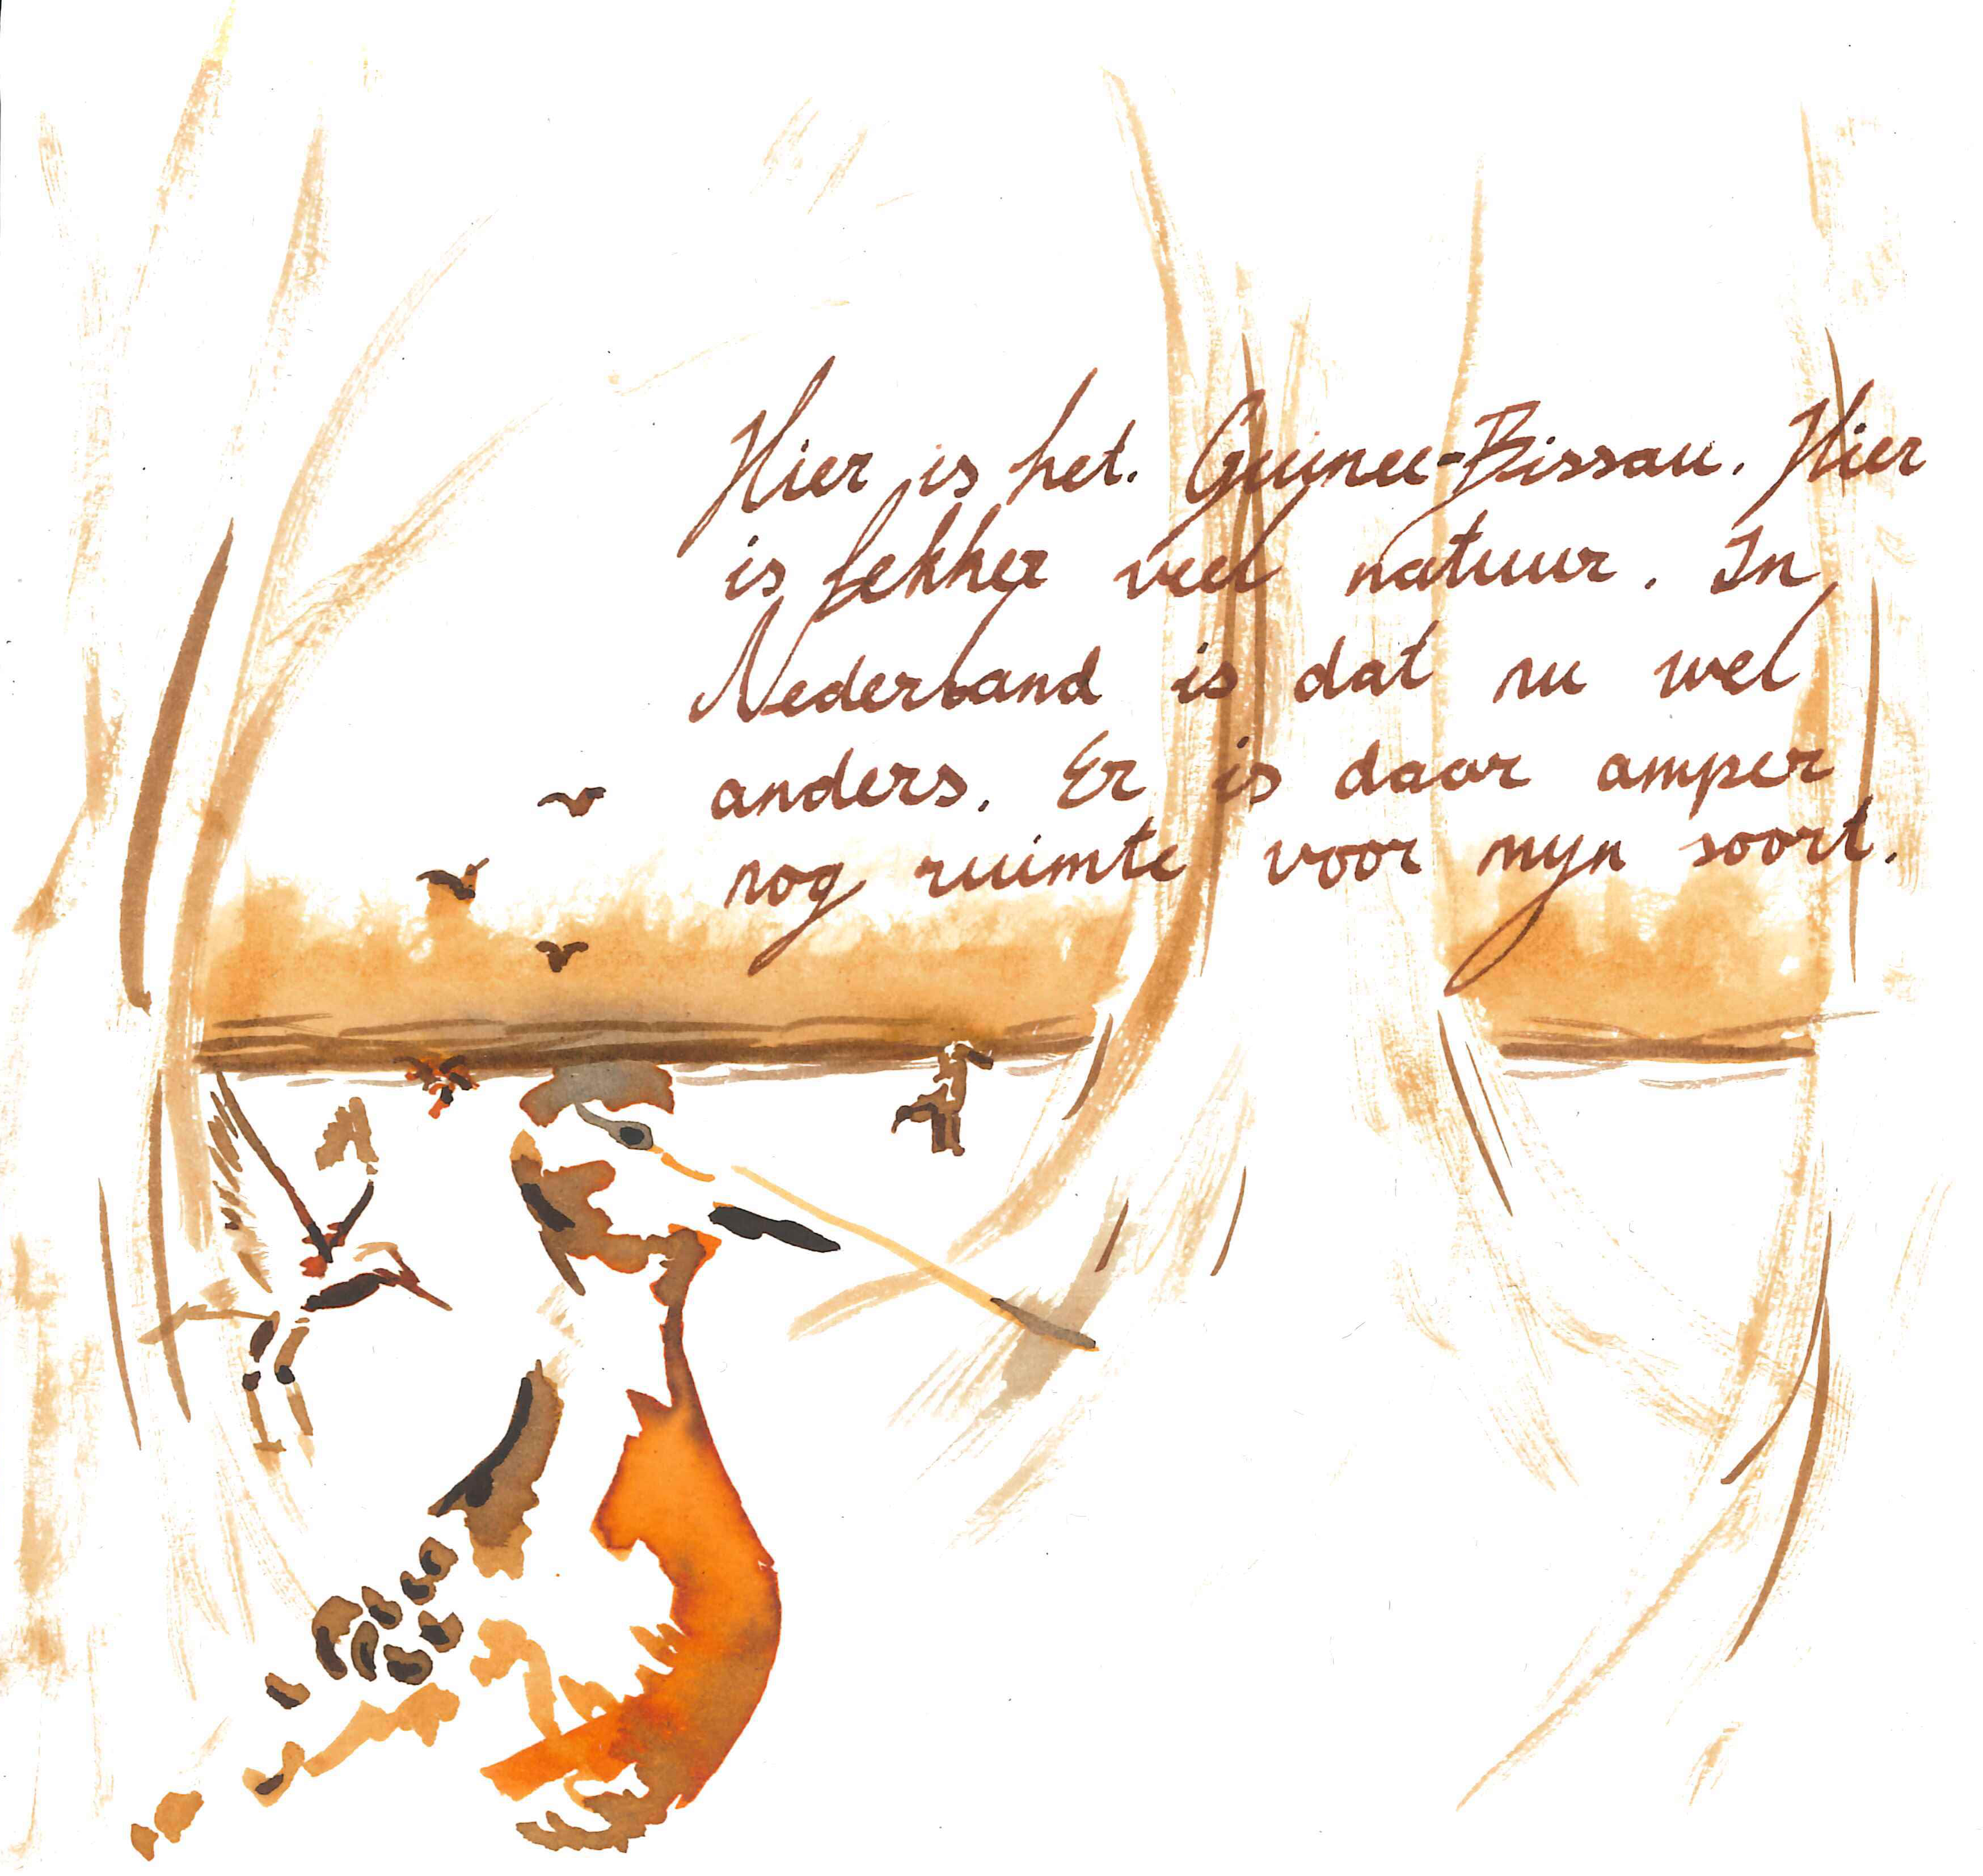 Hier is het. Guinee-Bissau. Hier
is lekker veel natuur. In
Nederland is dat nu wel
anders. Er is daar amper
nog ruimte voor mijn soort.